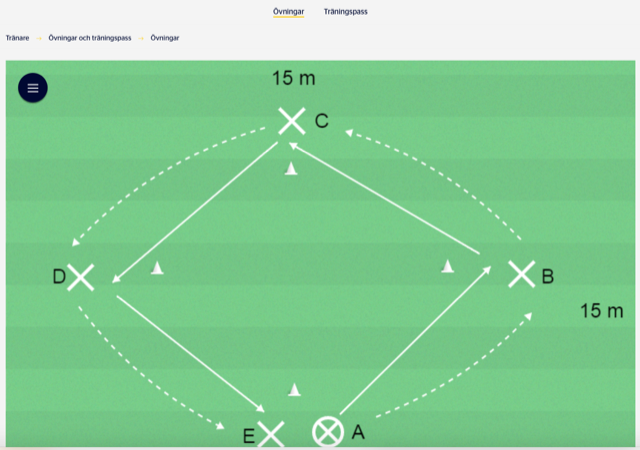 Övningar Träningspass
Tränare → Övningar och träningspass → Övningar
15 m
C
D
B
15 m
E
A